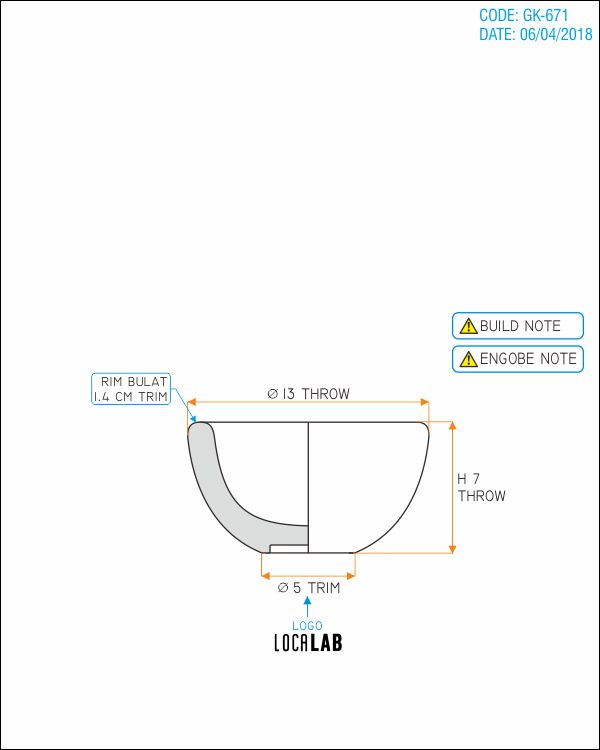 CODE: GK-671
DATE: 06/04/2018
BUILD NOTE
ENGOBE NOTE
RIM BULAT
1.4 CM TRIM
Ø 13 THROW
H 7
THROW
Ø 5 TRIM
LOGO
LOCALAB